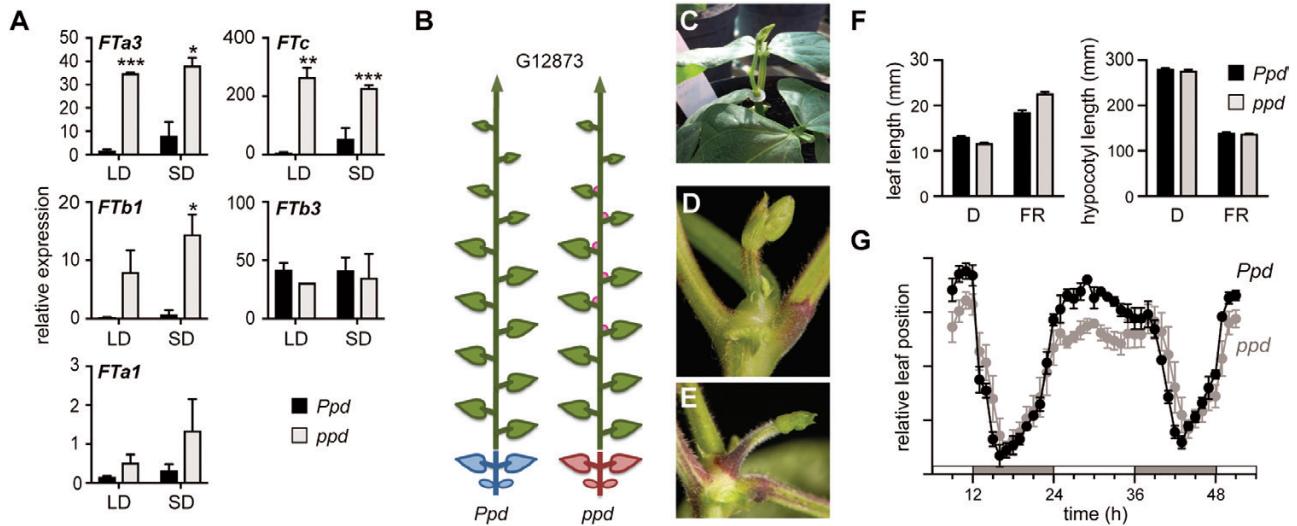 A
FTa3
50
40
30
20
10
0
***
*
LD
SD
FTc
400
200
0
**
***
LD
SD
relative expression
FTb1
20
10
0
*
LD
SD
FTb3
100
50
0
LD
SD
FTa1
3
2
1
0
LD
SD
Ppd
ppd
B
G12873
Ppd
ppd
C
D
E
F
leaf length (mm)
30
20
10
0
D
FR
hypocotyl length (mm)
300
200
100
0
D
FR
Ppd
ppd
G
relative leaf position
Ppd
ppd
12
24
36
48
time (h)